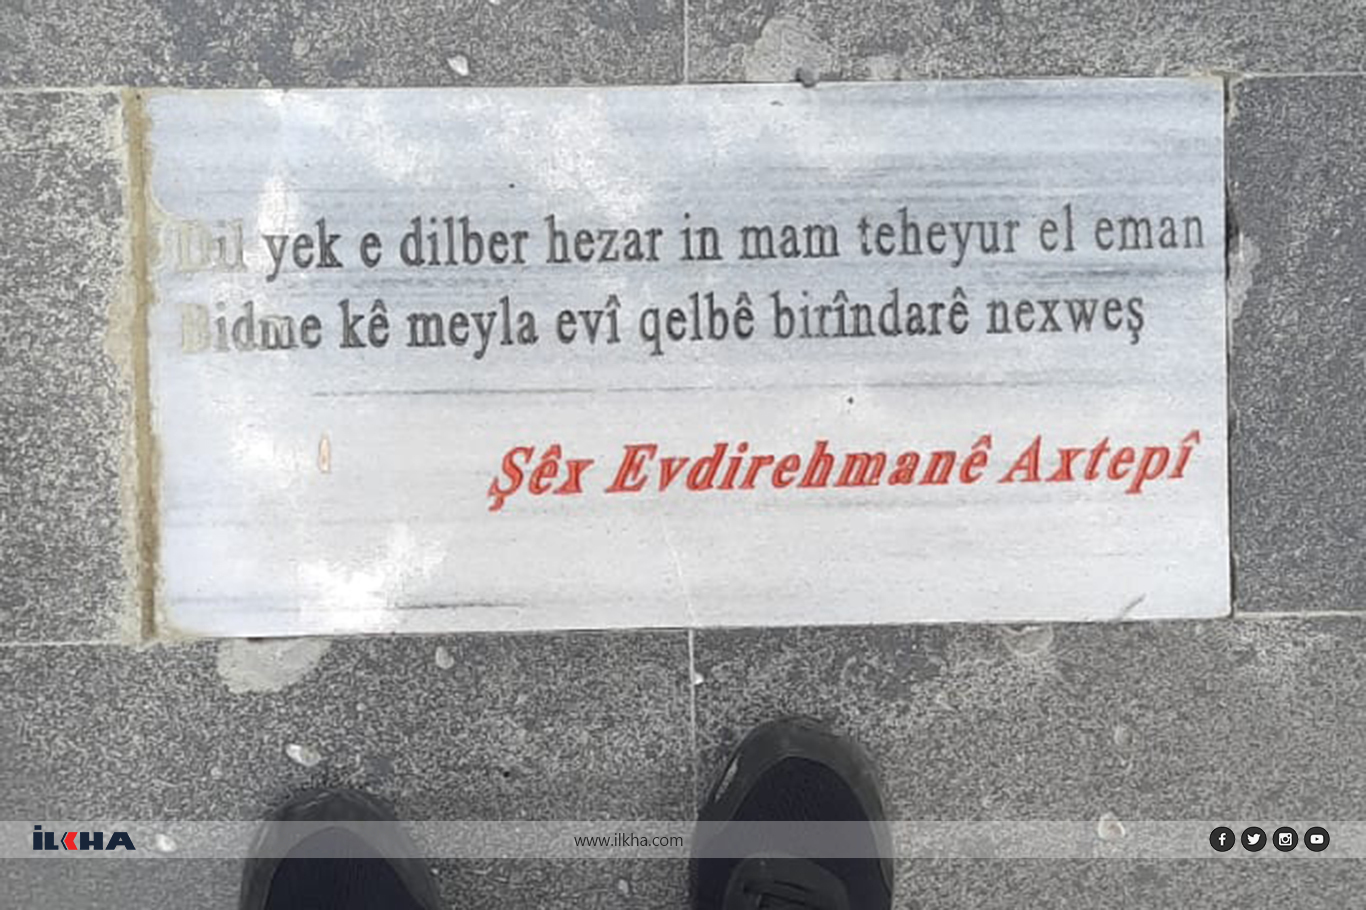 Dil yek e dilber hezar in mam teheyur el eman
Bidme kê meyla evî qelbê birîndarê nexweş
Şêx Evdirehmanê Axtepî
İLKHA
www.ilkha.com